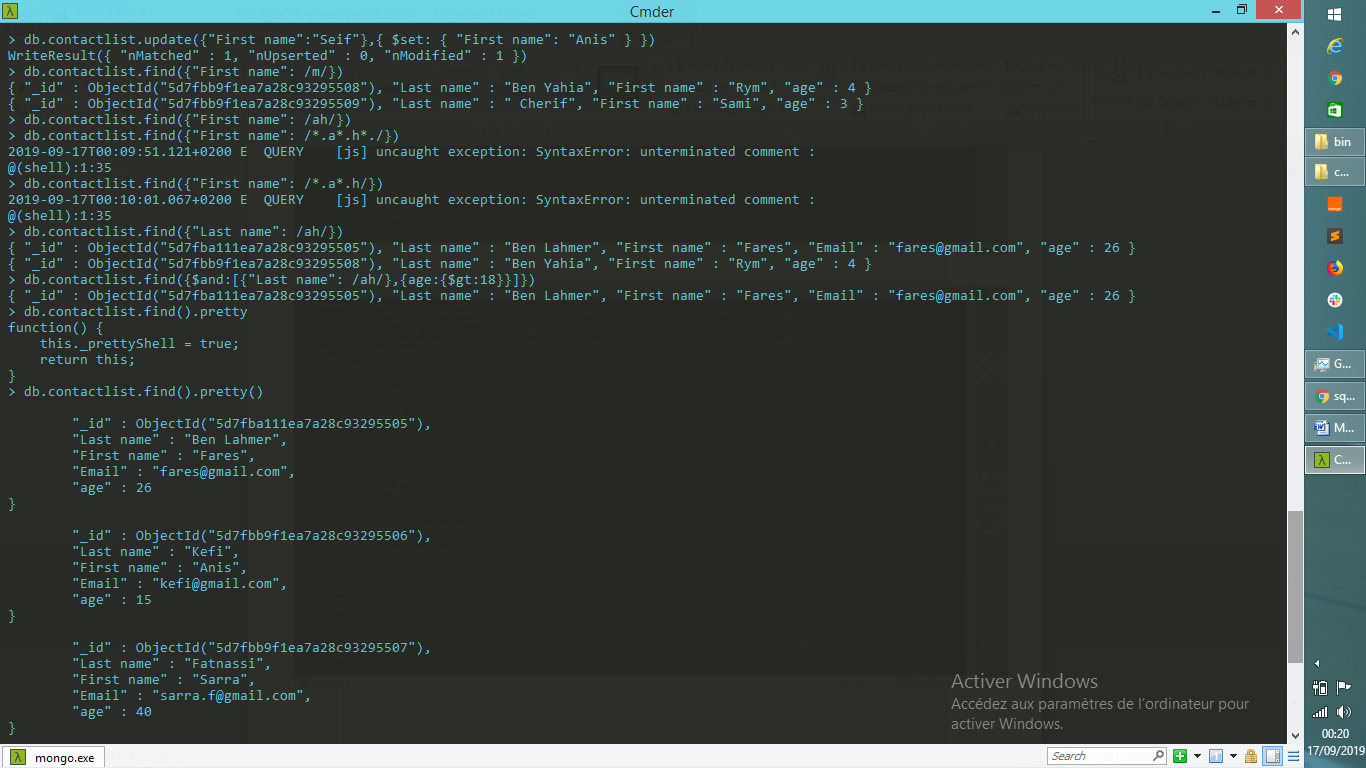 Cmder
> db.contactlist.update({"First name":"Seif"},{ $set: { "First name": "Anis" } })
WriteResult({ "nMatched" : 1, "nUpserted" : 0, "nModified" : 1 })
> db.contactlist.find({"First name": /m/})
{ "_id" : ObjectId("5d7fbb9f1ea7a28c93295508"), "Last name" : "Ben Yahia", "First name" : "Rym", "age" : 4 }
{ "_id" : ObjectId("5d7fbb9f1ea7a28c93295509"), "Last name" : " Cherif", "First name" : "Sami", "age" : 3 }
> db.contactlist.find({"First name": /ah/})
> db.contactlist.find({"First name": /*.a*.h*./})
2019-09-17T00:09:51.121+0200 E  QUERY    [js] uncaught exception: SyntaxError: unterminated comment :
@(shell):1:35
> db.contactlist.find({"First name": /*.a*.h/})
2019-09-17T00:10:01.067+0200 E  QUERY    [js] uncaught exception: SyntaxError: unterminated comment :
@(shell):1:35
> db.contactlist.find({"Last name": /ah/})
{ "_id" : ObjectId("5d7fba111ea7a28c93295505"), "Last name" : "Ben Lahmer", "First name" : "Fares", "Email" : "fares@gmail.com", "age" : 26 }
{ "_id" : ObjectId("5d7fbb9f1ea7a28c93295508"), "Last name" : "Ben Yahia", "First name" : "Rym", "age" : 4 }
> db.contactlist.find({$and:[{"Last name": /ah/},{age:{$gt:18}}]})
{ "_id" : ObjectId("5d7fba111ea7a28c93295505"), "Last name" : "Ben Lahmer", "First name" : "Fares", "Email" : "fares@gmail.com", "age" : 26 }
> db.contactlist.find().pretty
function() {
    this._prettyShell = true;
    return this;
}
> db.contactlist.find().pretty()
        "_id" : ObjectId("5d7fba111ea7a28c93295505"),
        "Last name" : "Ben Lahmer",
        "First name" : "Fares",
        "Email" : "fares@gmail.com",
        "age" : 26
}
        "_id" : ObjectId("5d7fbb9f1ea7a28c93295506"),
        "Last name" : "Kefi",
        "First name" : "Anis",
        "Email" : "kefi@gmail.com",
        "age" : 15
}
        "_id" : ObjectId("5d7fbb9f1ea7a28c93295507"),
        "Last name" : "Fatnassi",
        "First name" : "Sarra",
        "Email" : "sarra.f@gmail.com",
        "age" : 40
}
Activer Windows
Accédez aux paramètres de l'ordinateur pour
activer Windows.
mongo.exe
Search
bin
c...
G...
sq...
M...
C...
00:20
17/09/2019